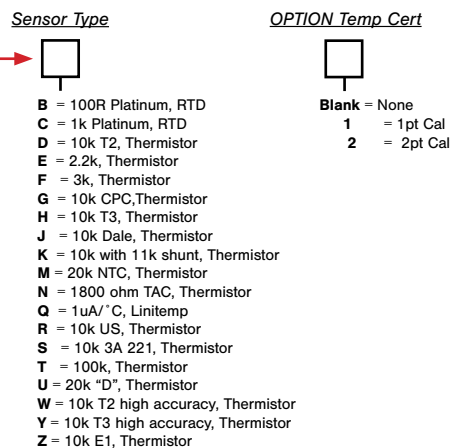 Sensor Type
OPTION Temp Cert
B = 100R Platinum, RTD
C = 1k Platinum, RTD
D = 10k T2, Thermistor
E = 2.2k, Thermistor
F = 3k, Thermistor
G = 10k CPC,Thermistor
H = 10k T3, Thermistor
J = 10k Dale, Thermistor
K = 10k with 11k shunt, Thermistor
M = 20k NTC, Thermistor
N = 1800 ohm TAC, Thermistor
Q = 1uA/˚C, Linitemp
R = 10k US, Thermistor
S = 10k 3A 221, Thermistor
T = 100k, Thermistor
U = 20k “D”, Thermistor
W = 10k T2 high accuracy, Thermistor
Y = 10k T3 high accuracy, Thermistor
Z = 10k E1, Thermistor
Blank = None
1 = 1pt Cal
2 = 2pt Cal